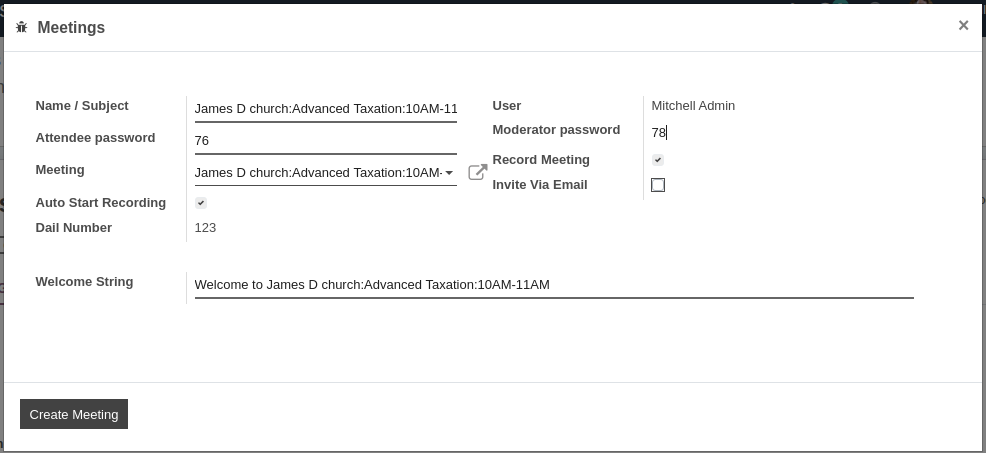 Meetings
×
Name / Subject James D church:Advanced Taxation:10AM-11
Attendee password 76
Meeting James D church:Advanced Taxation:10AM-
Auto Start Recording
Dail Number 123
User Mitchell Admin
Moderator password 78
Record Meeting
Invite Via Email
Welcome String Welcome to James D church:Advanced Taxation:10AM-11AM
Create Meeting